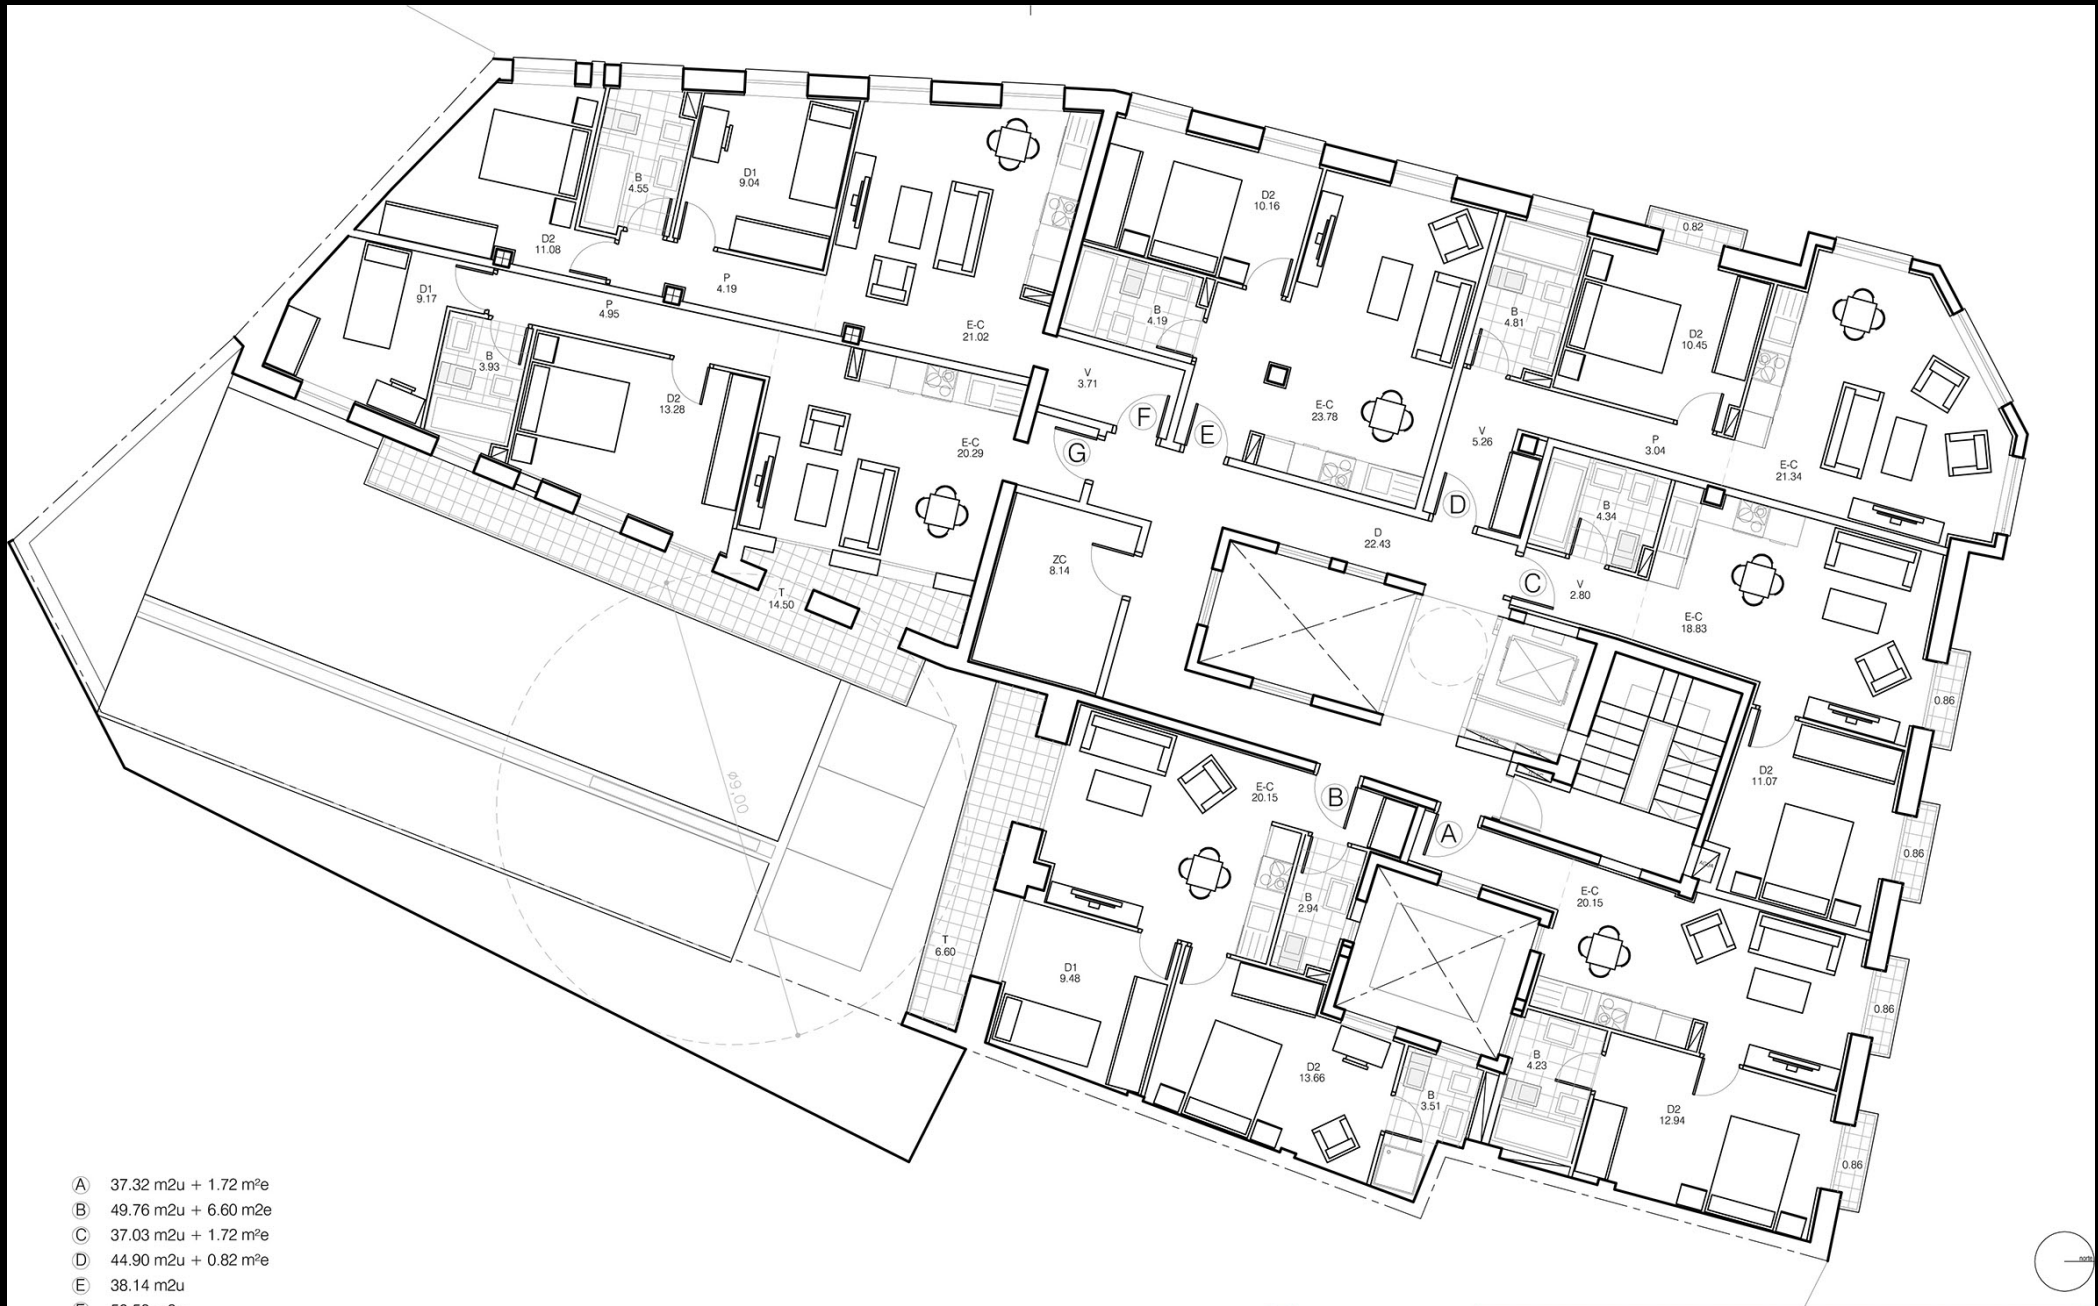 0.82
D2
10.16
D1
9.04
B
4.55
D2
11.08
P
4.19
D1
9.17
P
4.95
E-C
21.02
B
4.19
B
4.81
D2
10.45
B
3.93
V
3.71
D2
13.28
E-C
23.78
F
E
G
E-C
20.29
V
5.26
P
3.04
E-C
21.34
D
B
4.34
D
22.43
ZC
8.14
C
V
2.80
T
14.50
E-C
18.83
0.86
D2
11.07
ø9,00
E-C
20.15
B
A
0.86
E-C
20.15
B
2.94
T
6.60
D1
9.48
0.86
B
4.23
D2
13.66
B
3.51
D2
12.94
0.86
A 37.32 m2u + 1.72 m²e
B 49.76 m2u + 6.60 m2e
C 37.03 m2u + 1.72 m²e
D 44.90 m2u + 0.82 m²e
E 38.14 m2u
norte